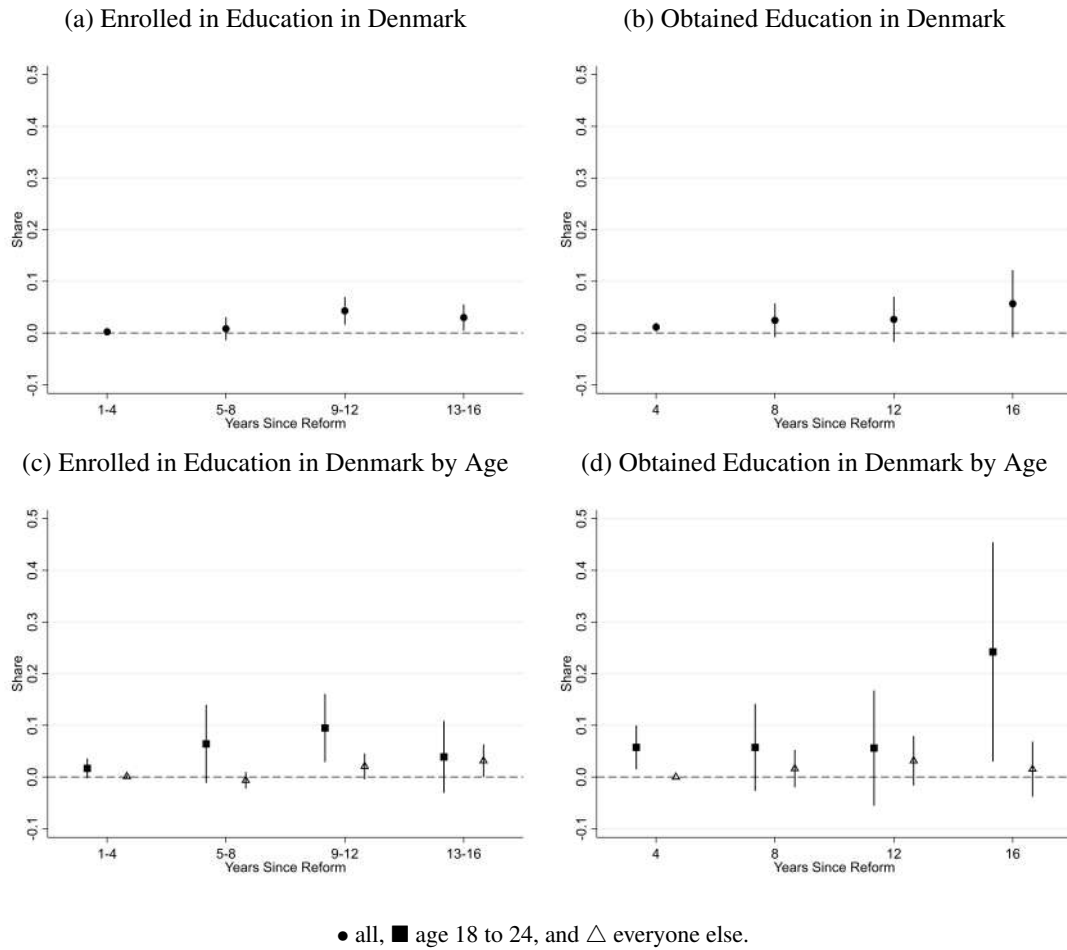 (a) Enrolled in Education in Denmark
(b) Obtained Education in Denmark
0.5
0.4
0.3
0.2
0.1
0.0
-0.1
Share
1-4 5-8 9-12 13-16
Years Since Reform
0.5
0.4
0.3
0.2
0.1
0.0
-0.1
Share
4 8 12 16
Years Since Reform
(c) Enrolled in Education in Denmark by Age
(d) Obtained Education in Denmark by Age
0.5
0.4
0.3
0.2
0.1
0.0
-0.1
Share
1-4 5-8 9-12 13-16
Years Since Reform
0.5
0.4
0.3
0.2
0.1
0.0
-0.1
Share
4 8 12 16
Years Since Reform
● all, ■ age 18 to 24, and △ everyone else.